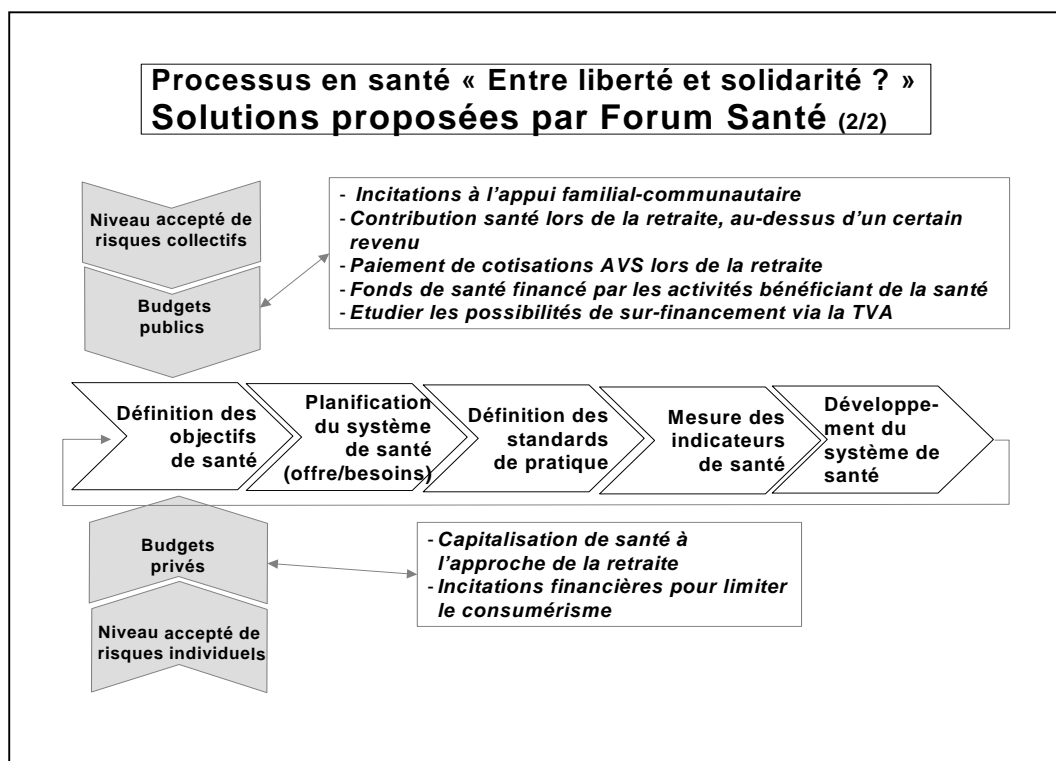 Processus en santé « Entre liberté et solidarité ? »
Solutions proposées par Forum Santé (2/2)
Niveau accepté de
risques collectifs
Budgets
publics
- Incitations à l’appui familial-communautaire
- Contribution santé lors de la retraite, au-dessus d’un certain
revenu
- Paiement de cotisations AVS lors de la retraite
- Fonds de santé financé par les activités bénéficiant de la santé
- Etudier les possibilités de sur-financement via la TVA
Définition des
objectifs
de santé
Planification
du système
de santé
(offre/besoins)
Définition des
standards
de pratique
Mesure des
indicateurs
de santé
Développe-
ment du
système de
santé
Budgets
privés
Niveau accepté de
risques individuels
- Capitalisation de santé à
l’approche de la retraite
- Incitations financières pour limiter
le consumérisme